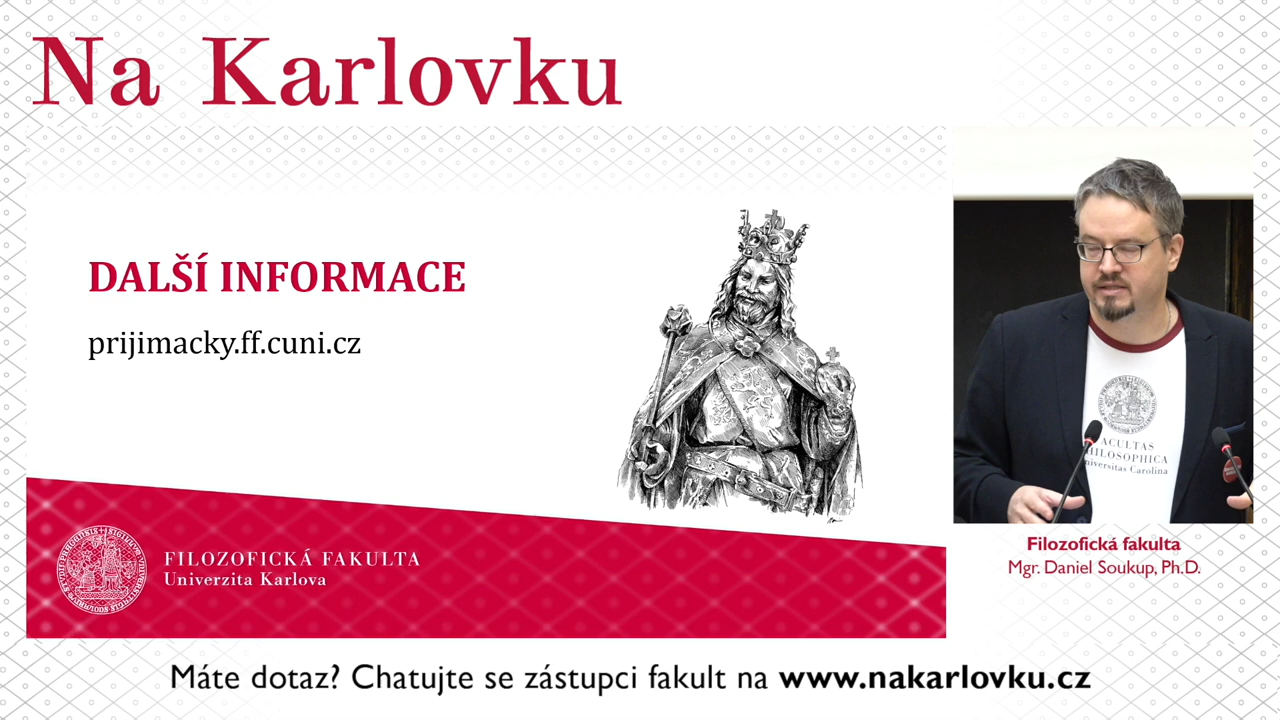 Na Karlovku
DALŠÍ INFORMACE
prijimacky.ff.cuni.cz
FILOZOFICKÁ FAKULTA
Univerzita Karlova
ACULTAS
HILOSOPHICA
niversitas Carolina
Filozofická fakulta
Mgr. Daniel Soukup, Ph.D.
Máte dotaz? Chatujte se zástupci fakult na www.nakarlovku.cz